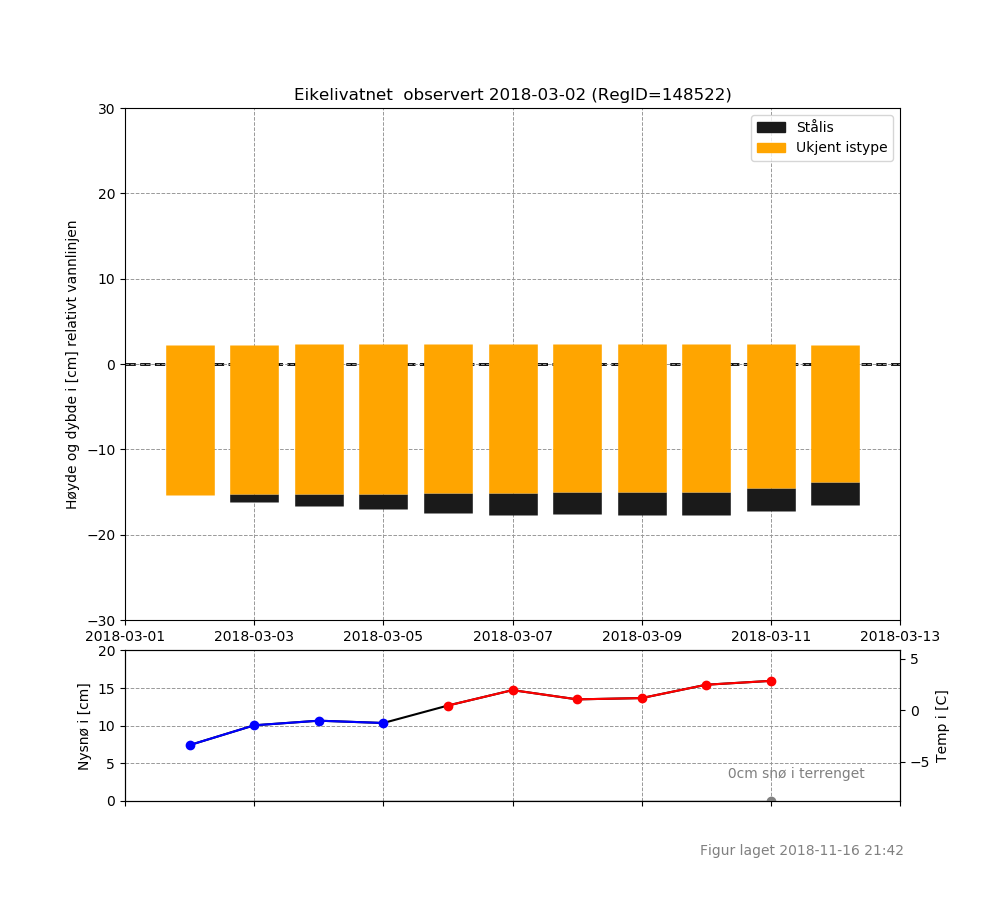 Eikelivatnet  observert 2018-03-02 (RegID=148522)
Stålis
Ukjent istype
Høyde og dybde i [cm] relativt vannlinjen
30
20
10
0
−10
−20
−30
2018-03-01 2018-03-03 2018-03-05 2018-03-07 2018-03-09 2018-03-11 2018-03-13
Nysnø i [cm]
20
15
10
5
0
5
0
−5
Temp i [C]
0cm snø i terrenget
Figur laget 2018-11-16 21:42